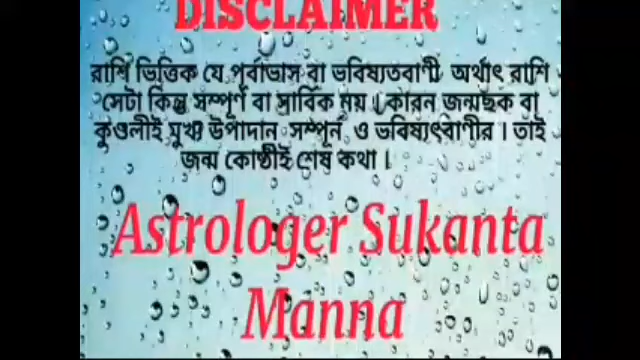 DISCLAIMER
রাশি ভিত্তিক যে পূর্বাভাস বা ভবিষ্যতবাণী অর্থাৎ রাশি
সেটা কিন্তু সম্পূর্ণ বা সার্বিক নয়। কারন জন্মছক বা
কুণ্ডলীই মুখ্য উপাদান সম্পূর্ন ও ভবিষ্যৎবাণীর। তাই
জন্ম কোষ্ঠীই শেষ কথা।
Astrologer Sukanta
Manna